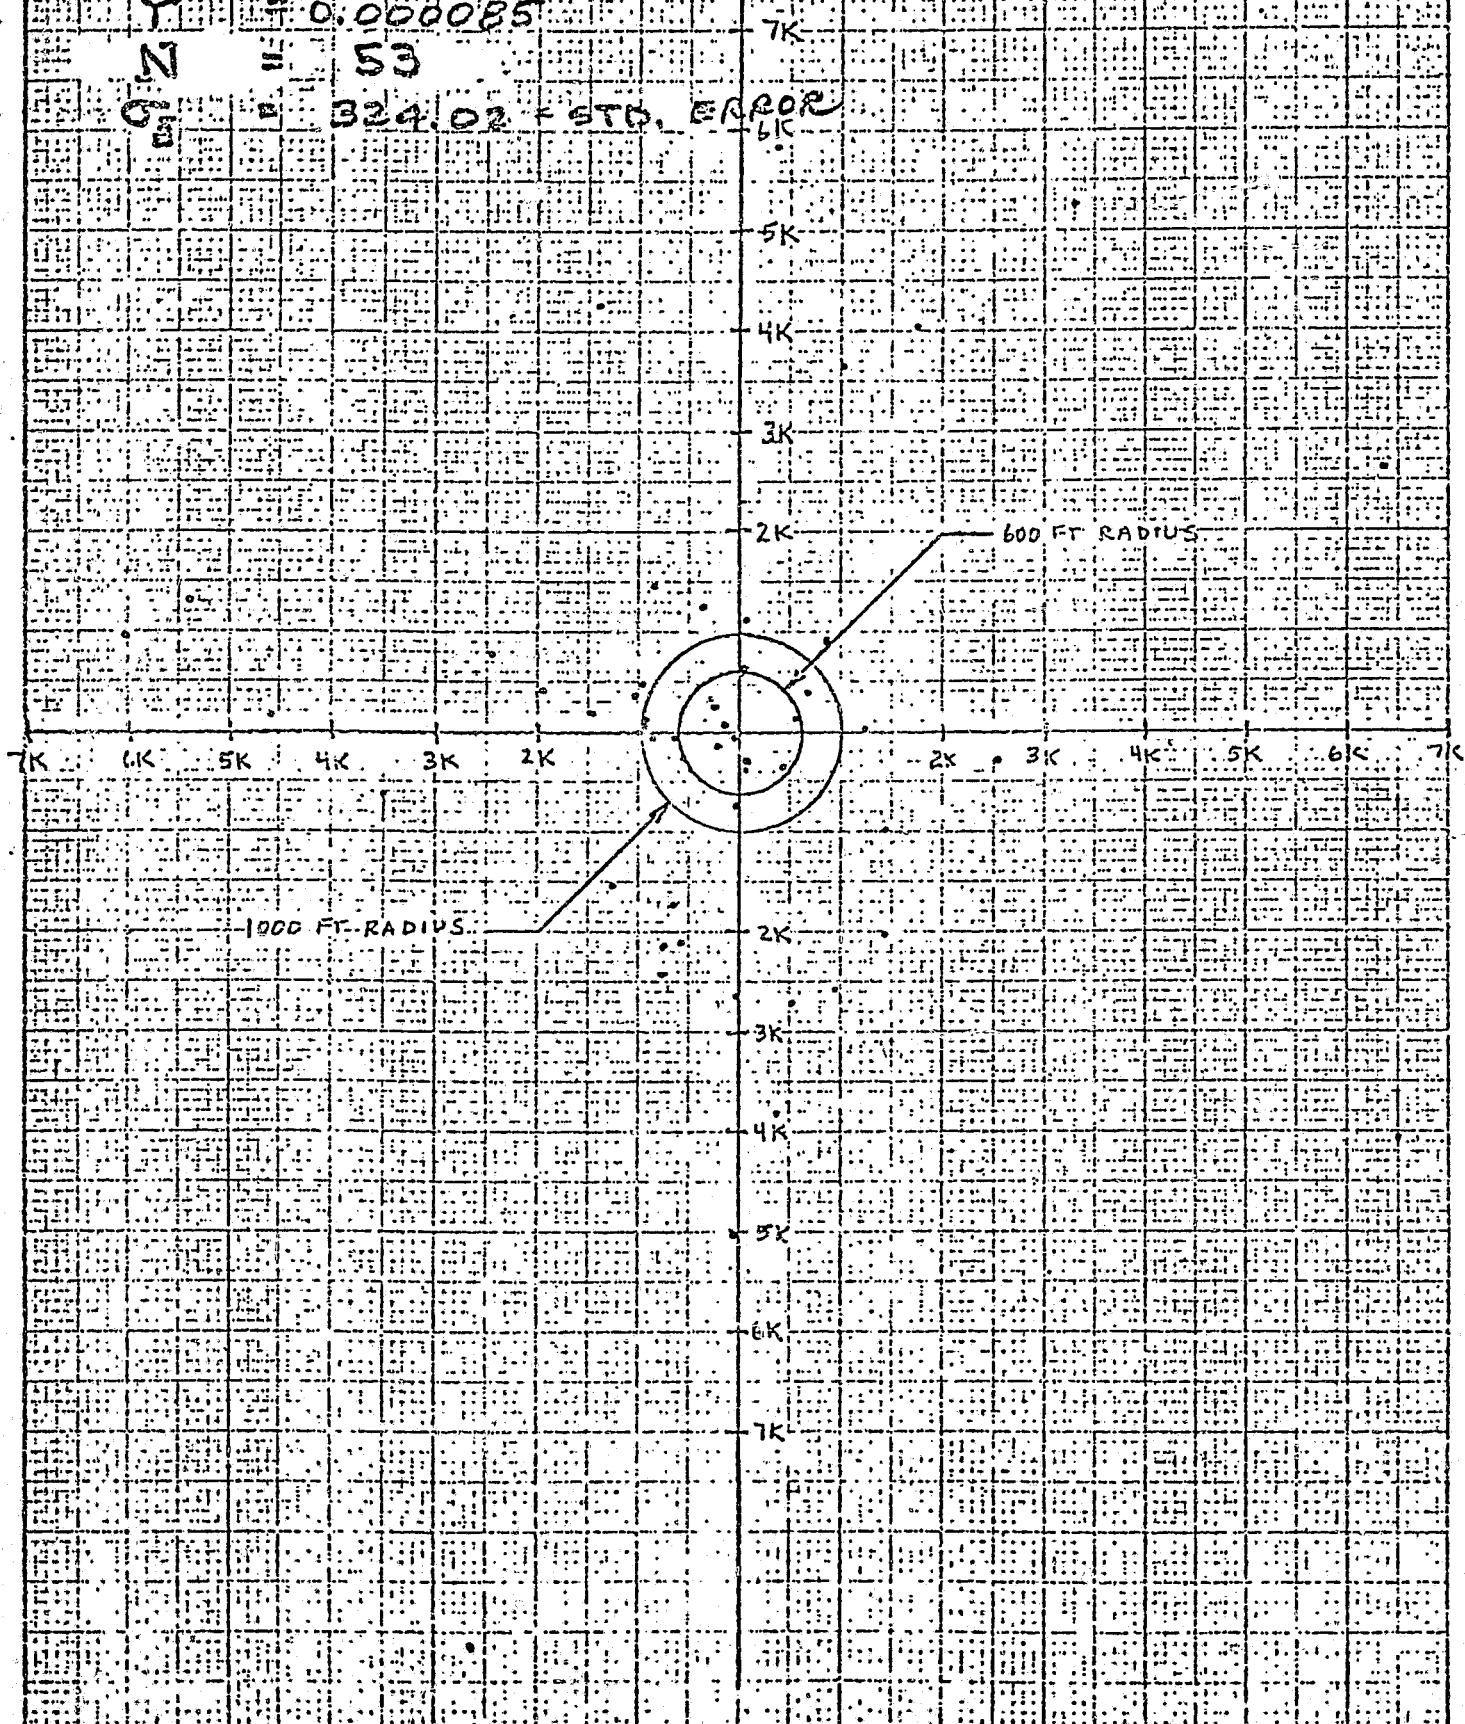 = 0.000085
N = 53
σ = 324.02 = STD. ERROR
7K
6K
5K
4K
3K
2K
600 FT RADIUS
7K 6K 5K 4K 3K 2K 2K 3K 4K 5K 6K 7K
1000 FT RADIUS
2K
3K
4K
5K
6K
7K